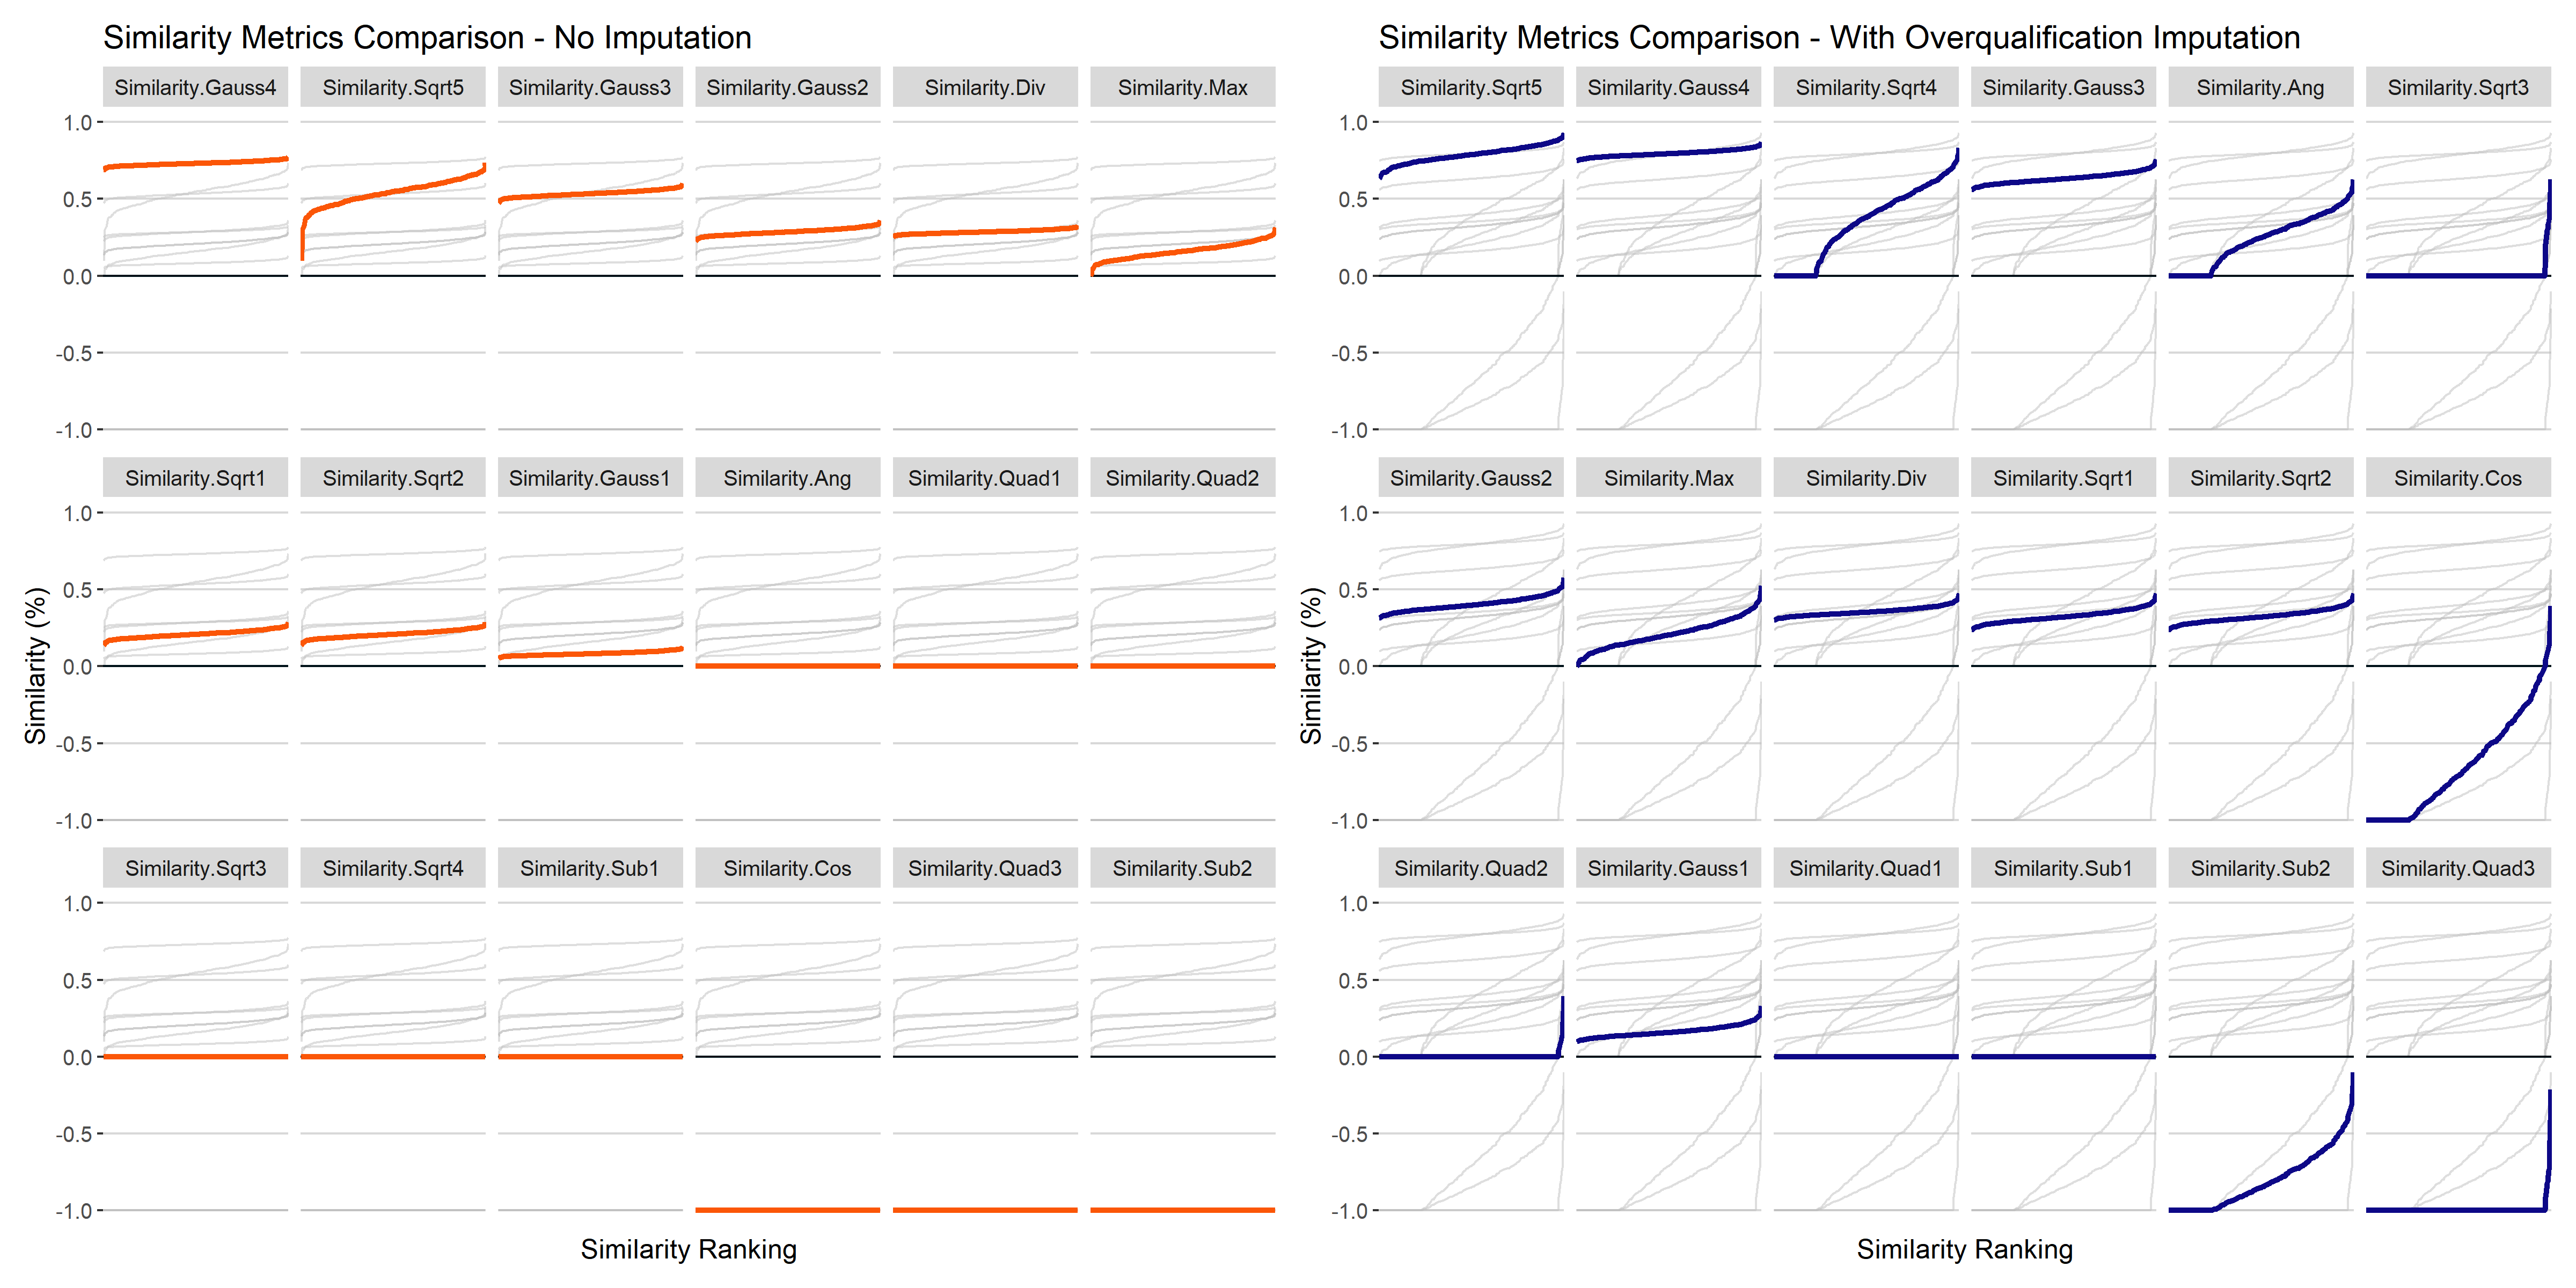 Similarity Metrics Comparison - No Imputation
Similarity.Gauss4 Similarity.Sqrt5 Similarity.Gauss3 Similarity.Gauss2 Similarity.Div Similarity.Max
1.0
0.5
0.0
-0.5
-1.0
Similarity.Sqrt1 Similarity.Sqrt2 Similarity.Gauss1 Similarity.Ang Similarity.Quad1 Similarity.Quad2
1.0
0.5
0.0
-0.5
-1.0
Similarity.Sqrt3 Similarity.Sqrt4 Similarity.Sub1 Similarity.Cos Similarity.Quad3 Similarity.Sub2
1.0
0.5
0.0
-0.5
-1.0
Similarity (%)
Similarity Ranking
Similarity Metrics Comparison - With Overqualification Imputation
Similarity.Sqrt5 Similarity.Gauss4 Similarity.Sqrt4 Similarity.Gauss3 Similarity.Ang Similarity.Sqrt3
1.0
0.5
0.0
-0.5
-1.0
Similarity.Gauss2 Similarity.Max Similarity.Div Similarity.Sqrt1 Similarity.Sqrt2 Similarity.Cos
1.0
0.5
0.0
-0.5
-1.0
Similarity.Quad2 Similarity.Gauss1 Similarity.Quad1 Similarity.Sub1 Similarity.Sub2 Similarity.Quad3
1.0
0.5
0.0
-0.5
-1.0
Similarity (%)
Similarity Ranking